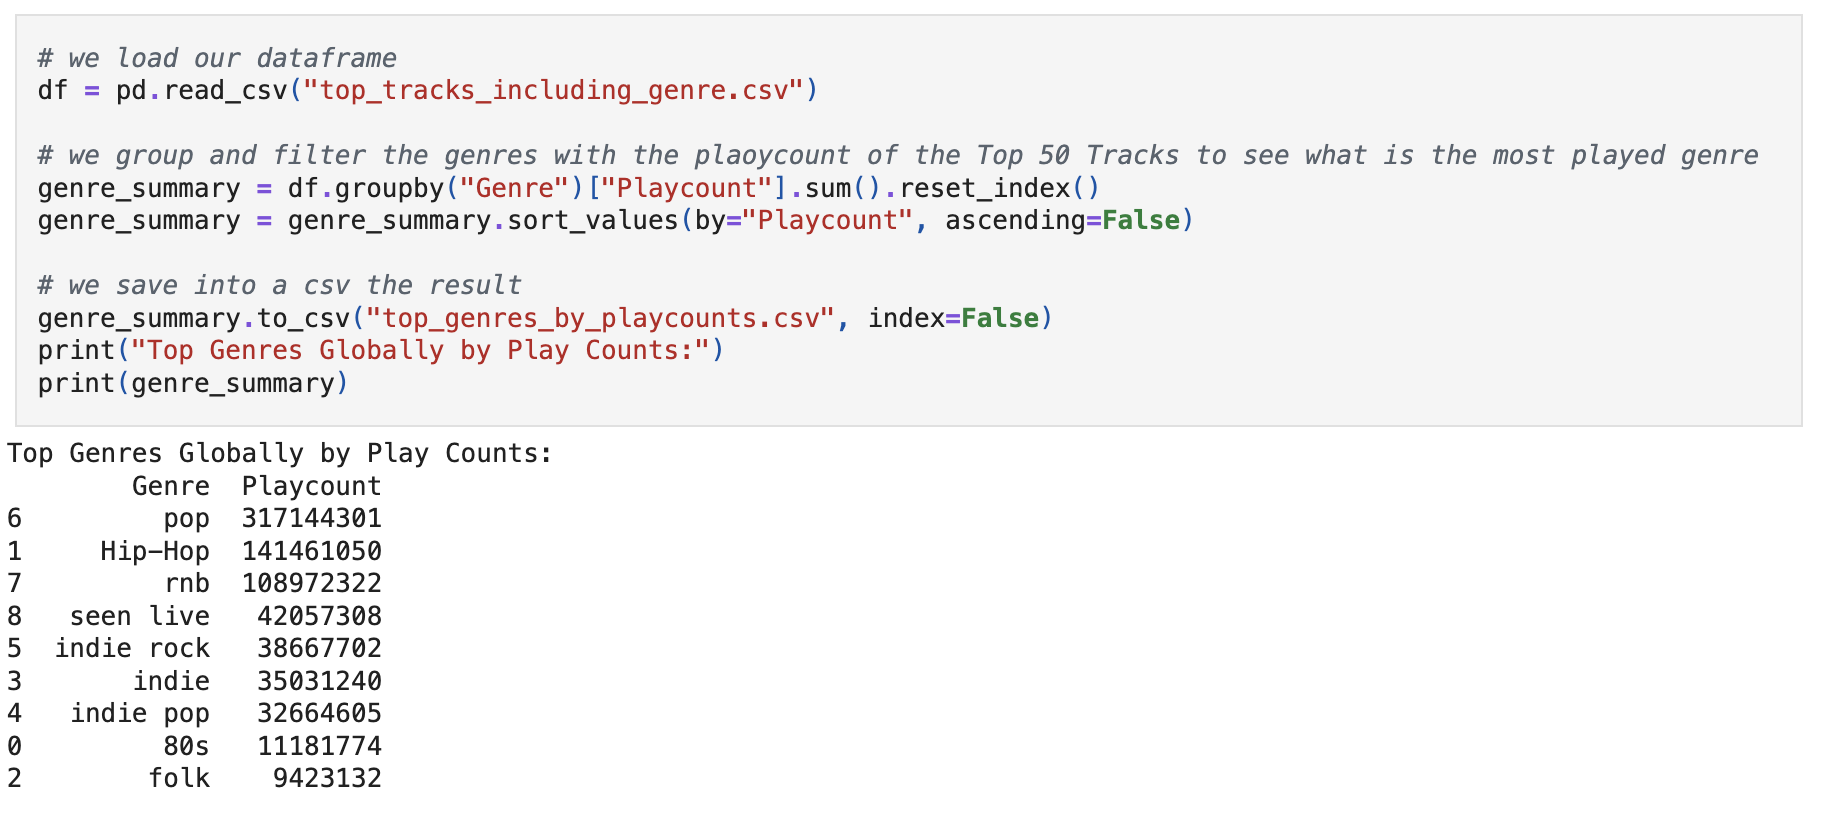 # we load our dataframe
df = pd.read_csv("top_tracks_including_genre.csv")
# we group and filter the genres with the plaoycount of the Top 50 Tracks to see what is the most played genre
genre_summary = df.groupby("Genre")["Playcount"].sum().reset_index()
genre_summary = genre_summary.sort_values(by="Playcount", ascending=False)
# we save into a csv the result
genre_summary.to_csv("top_genres_by_playcounts.csv", index=False)
print("Top Genres Globally by Play Counts:")
print(genre_summary)
Top Genres Globally by Play Counts:
        Genre  Playcount
6         pop  317144301
1     Hip-Hop  141461050
7         rnb  108972322
8   seen live   42057308
5  indie rock   38667702
3       indie   35031240
4   indie pop   32664605
0         80s   11181774
2        folk    9423132